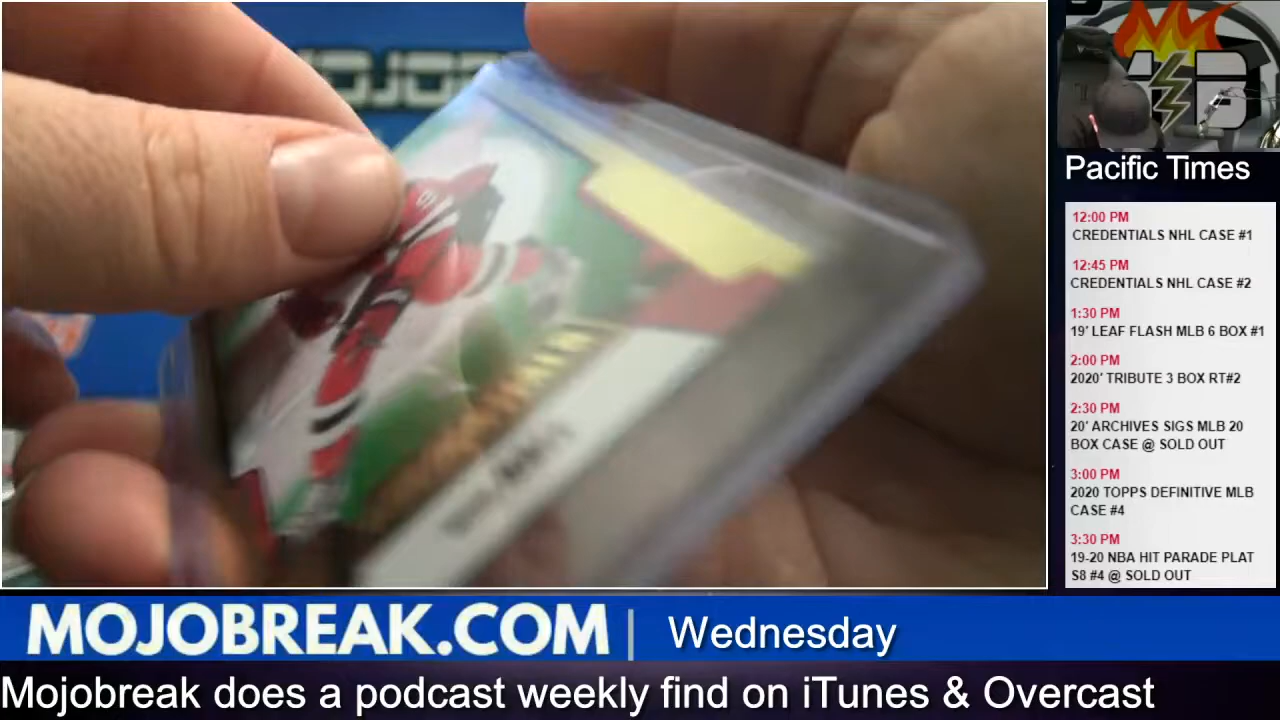 Pacific Times
12:00 PM
CREDENTIALS NHL CASE #1
12:45 PM
CREDENTIALS NHL CASE #2
1:30 PM
19' LEAF FLASH MLB 6 BOX #1
2:00 PM
2020' TRIBUTE 3 BOX RT#2
2:30 PM
20' ARCHIVES SIGS MLB 20
BOX CASE @ SOLD OUT
3:00 PM
2020 TOPPS DEFINITIVE MLB
CASE #4
3:30 PM
19-20 NBA HIT PARADE PLAT
S8 #4 @ SOLD OUT
MOJOBREAK.COM | Wednesday
Mojobreak does a podcast weekly find on iTunes & Overcast